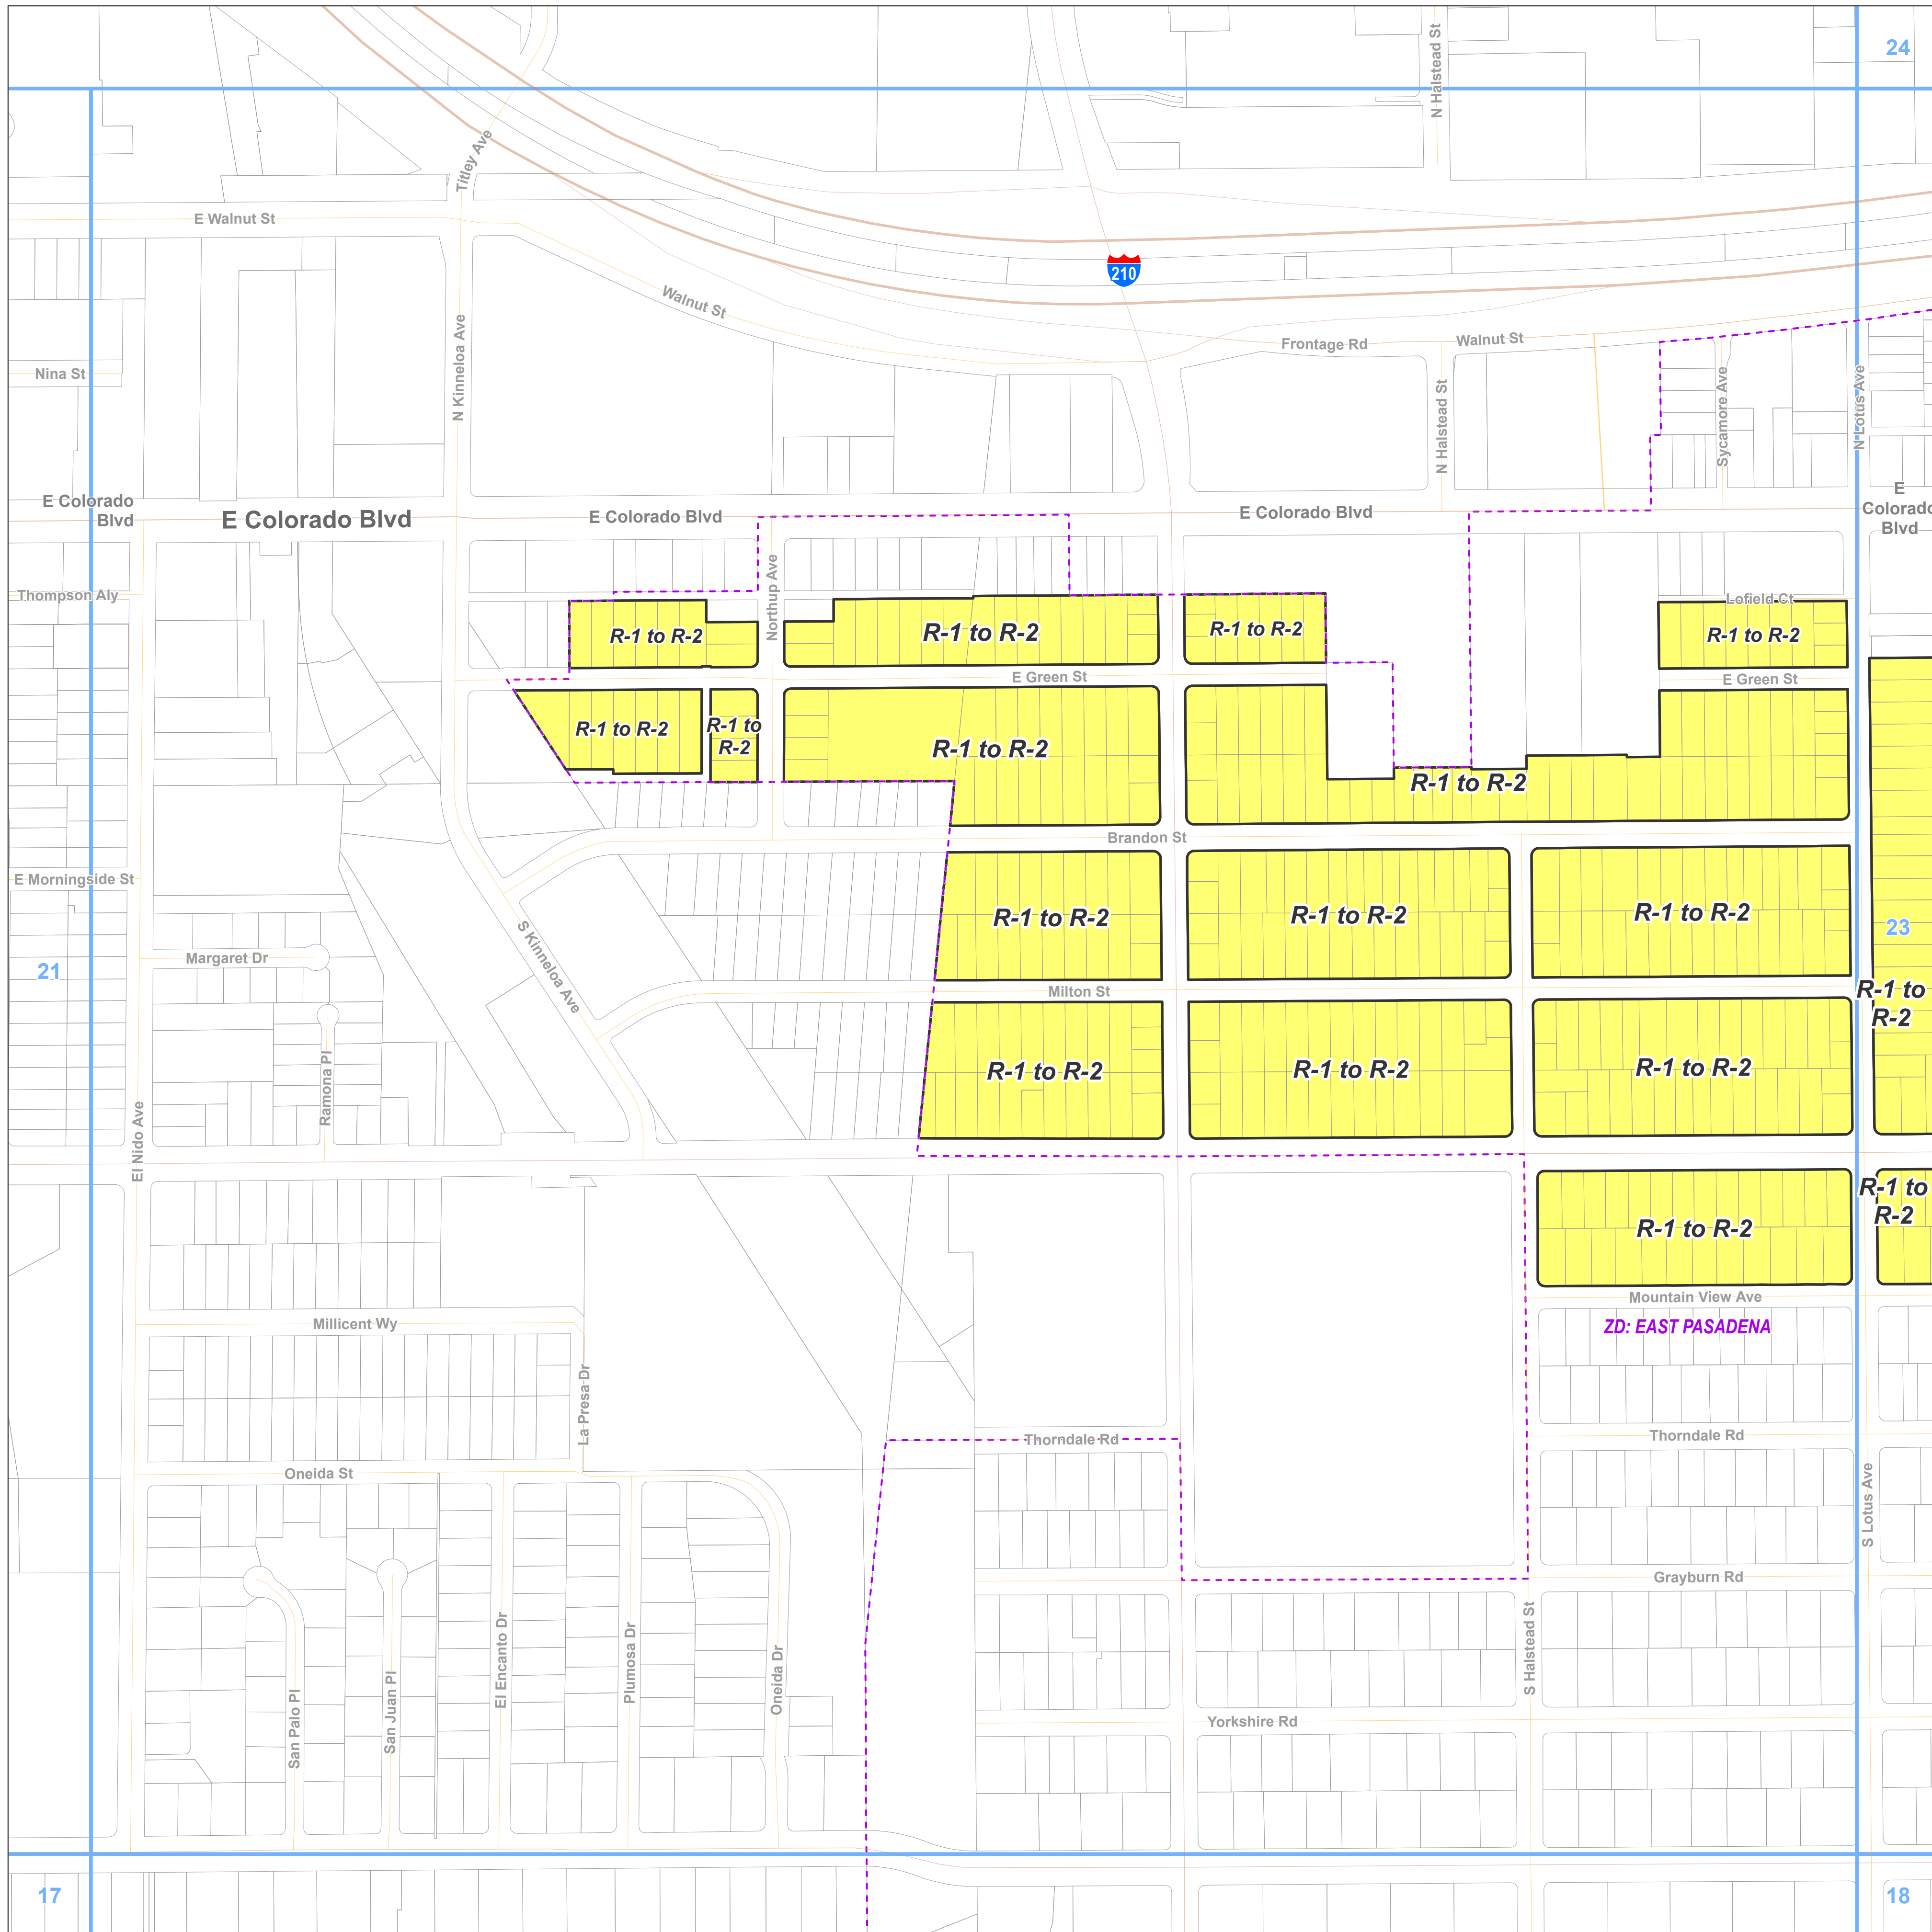 24
N Halstead St
Titley Ave
E Walnut St
210
Walnut St
N Kinneloa Ave
Frontage Rd
Walnut St
Nina St
N Halstead St
Sycamore Ave
N Lotus Ave
E Colorado
Blvd
E Colorado Blvd
E Colorado Blvd
E Colorado Blvd
E
Colorado
Blvd
Thompson Aly
Northup Ave
Lofield Ct
R-1 to R-2
R-1 to R-2
R-1 to R-2
R-1 to R-2
E Green St
E Green St
R-1 to R-2
R-1 to
R-2
R-1 to R-2
R-1 to R-2
Brandon St
E Morningside St
R-1 to R-2
R-1 to R-2
R-1 to R-2
23
S Kinneloa Ave
Margaret Dr
21
Milton St
R-1 to
R-2
Ramona Pl
R-1 to R-2
R-1 to R-2
R-1 to R-2
El Nido Ave
R-1 to R-2
R-1 to
R-2
Mountain View Ave
Millicent Wy
ZD: EAST PASADENA
La Presa Dr
Thorndale Rd
Thorndale Rd
Oneida St
S Lotus Ave
Grayburn Rd
El Encanto Dr
Plumosa Dr
Oneida Dr
S Halstead St
San Palo Pl
San Juan Pl
Yorkshire Rd
17
18